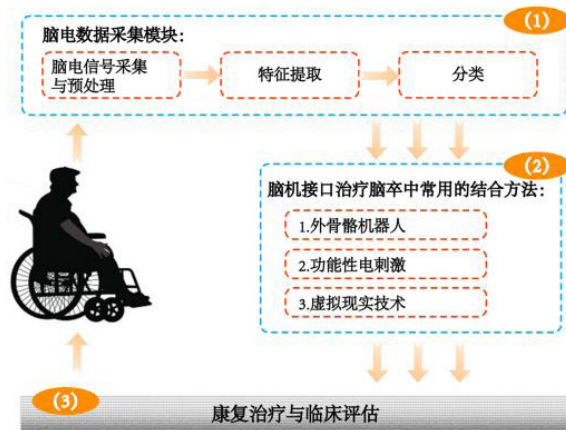 (1)
脑电数据采集模块：
脑电信号采集
与预处理
特征提取
分类
(2)
脑机接口治疗脑卒中常用的结合方法：
1.外骨骼机器人
2.功能性电刺激
3.虚拟现实技术
(3)
康复治疗与临床评估